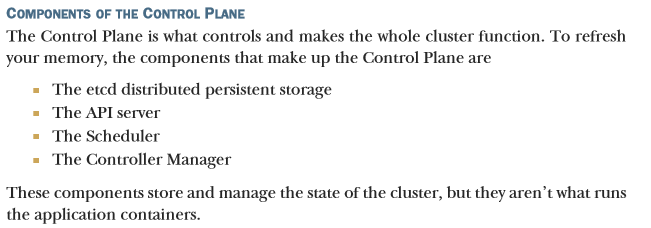 COMPONENTS OF THE CONTROL PLANE
The Control Plane is what controls and makes the whole cluster function. To refresh
your memory, the components that make up the Control Plane are
▪ The etcd distributed persistent storage
▪ The API server
▪ The Scheduler
▪ The Controller Manager
These components store and manage the state of the cluster, but they aren’t what runs
the application containers.